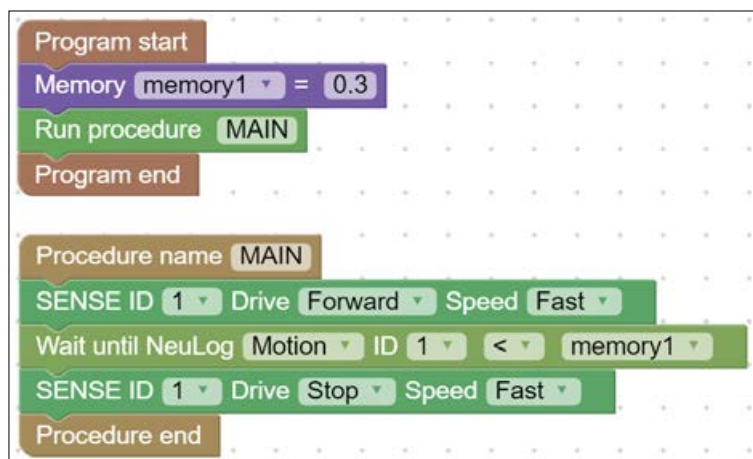 Program start
Memory memory1 = 0.3
Run procedure MAIN
Program end
Procedure name MAIN
SENSE ID 1 Drive Forward Speed Fast
Wait until NeuLog Motion ID 1 < memory1
SENSE ID 1 Drive Stop Speed Fast
Procedure end